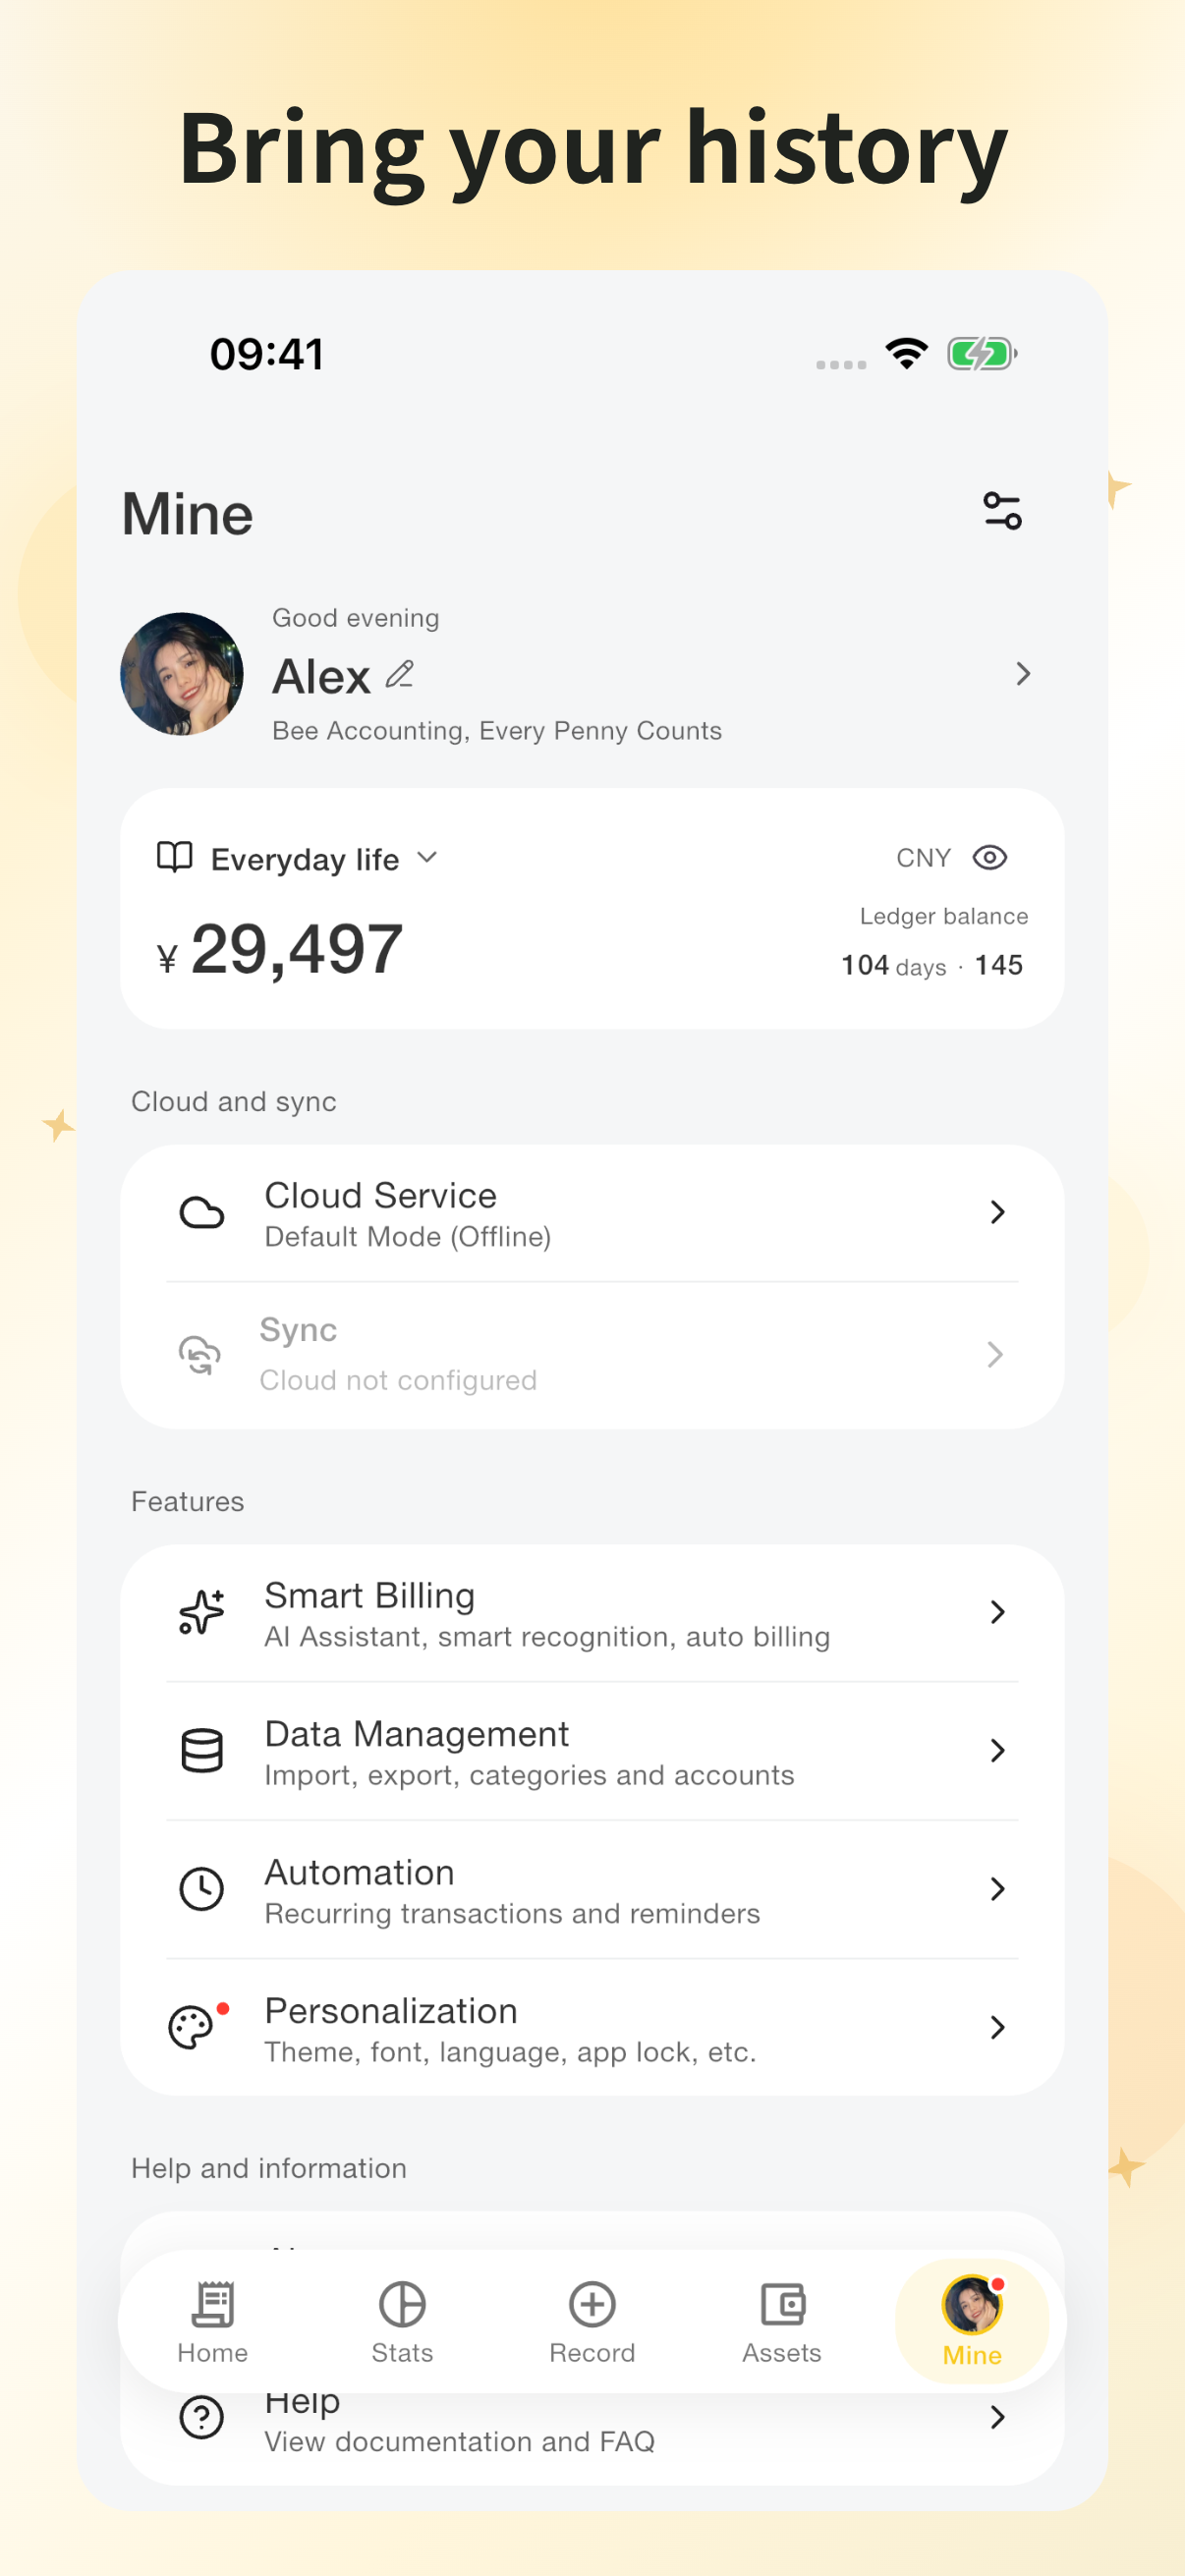 Bring your history
09:41
Mine
Good evening
Alex
Bee Accounting, Every Penny Counts
Everyday life
CNY
¥ 29,497
Ledger balance
104 days · 145
Cloud and sync
Cloud Service
Default Mode (Offline)
Sync
Cloud not configured
Features
Smart Billing
AI Assistant, smart recognition, auto billing
Data Management
Import, export, categories and accounts
Automation
Recurring transactions and reminders
Personalization
Theme, font, language, app lock, etc.
Help and information
Home
Stats
Record
Assets
Mine
Help
View documentation and FAQ